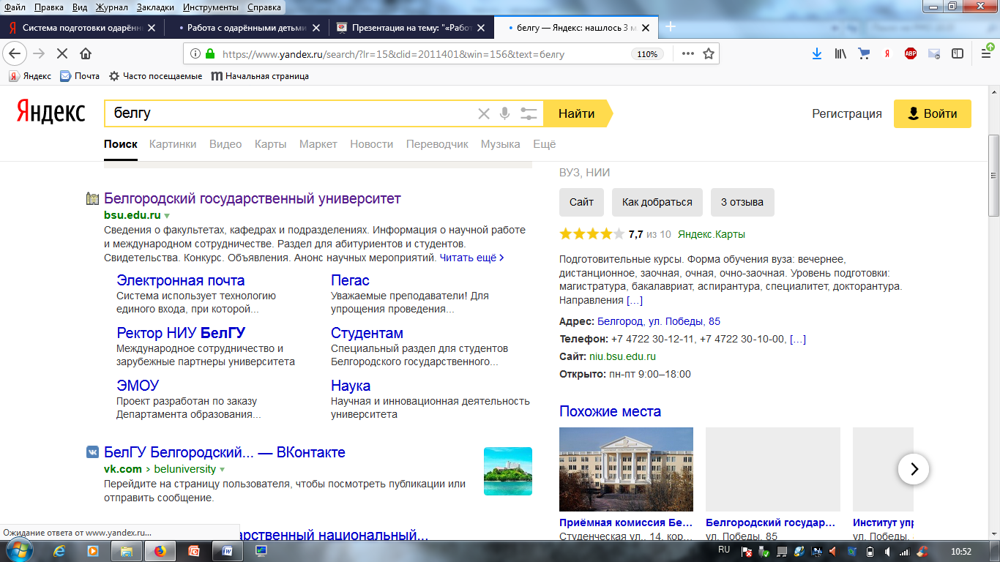 Файл Правка Вид Журнал Закладки Инструменты Справка
Система подготовки одарённ
Работа с одарёнными детьми
Презентация на тему: "«Работ
белгу — Яндекс: нашлось 3 м
https://www.yandex.ru/search/?lr=15&clid=2011401&win=156&text=белгу
110%
Яндекс Почта Часто посещаемые Начальная страница
Яндекс
белгу
Найти
Регистрация
Войти
Поиск Картинки Видео Карты Маркет Новости Переводчик Музыка Ещё
Белгородский государственный университет
bsu.edu.ru
Сведения о факультетах, кафедрах и подразделениях. Информация о научной работе
и международном сотрудничестве. Раздел для абитуриентов и студентов.
Свидетельства. Конкурс. Объявления. Анонс научных мероприятий. Читать ещё >
Электронная почта
Система использует технологию
единого входа, при которой...
Пегас
Уважаемые преподаватели! Для
упрощения проведения...
Ректор НИУ БелГУ
Международное сотрудничество и
зарубежные партнеры университета
Студентам
Специальный раздел для студентов
Белгородского государственного...
ЭМОУ
Проект разработан по заказу
Департамента образования...
Наука
Научная и инновационная деятельность
университета
БелГУ Белгородский... — ВКонтакте
vk.com > beluniversity
Перейдите на страницу пользователя, чтобы посмотреть публикации или
отправить сообщение.
арственный национальный...
ВУЗ, НИИ
Сайт
Как добраться
3 отзыва
7,7 из 10 Яндекс.Карты
Подготовительные курсы. Форма обучения вуза: вечернее,
дистанционное, заочная, очная, очно-заочная. Уровень подготовки:
магистратура, бакалавриат, аспирантура, специалитет, докторантура.
Направления [...]
Адрес: Белгород, ул. Победы, 85
Телефон: +7 4722 30-12-11, +7 4722 30-10-00, [...]
Сайт: niu.bsu.edu.ru
Открыто: пн-пт 9:00–18:00
Похожие места
Приёмная комиссия Бе...
Студенческая ул., 14, кор...
Белгородский государ...
ул. Победы, 85
Институт упр
ул. Победы,
Ожидание ответа от www.yandex.ru...
RU
10:52